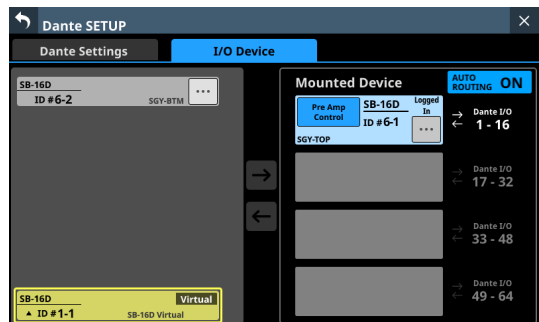 Dante SETUP
Dante Settings
I/O Device
SB-16D
ID #6-2
SGY-BTM
...
SB-16D
Virtual
▲ ID #1-1
SB-16D Virtual
Mounted Device
AUTO
ROUTING
ON
Pre Amp
Control
SB-16D
ID #6-1
Logged
In
...
SGY-TOP
Dante I/O
1 - 16
Dante I/O
17 - 32
Dante I/O
33 - 48
Dante I/O
49 - 64